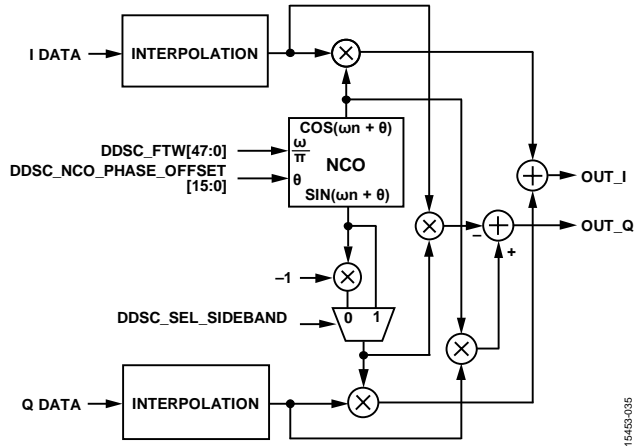 I DATA
INTERPOLATION
×
COS(ωn + θ)
DDSC_FTW[47:0]
ω
π
NCO
DDSC_NCO_PHASE_OFFSET
[15:0]
θ
SIN(ωn + θ)
+
OUT_I
×
–
+
OUT_Q
+
–1
×
DDSC_SEL_SIDEBAND
0
1
×
Q DATA
INTERPOLATION
×
15453-035